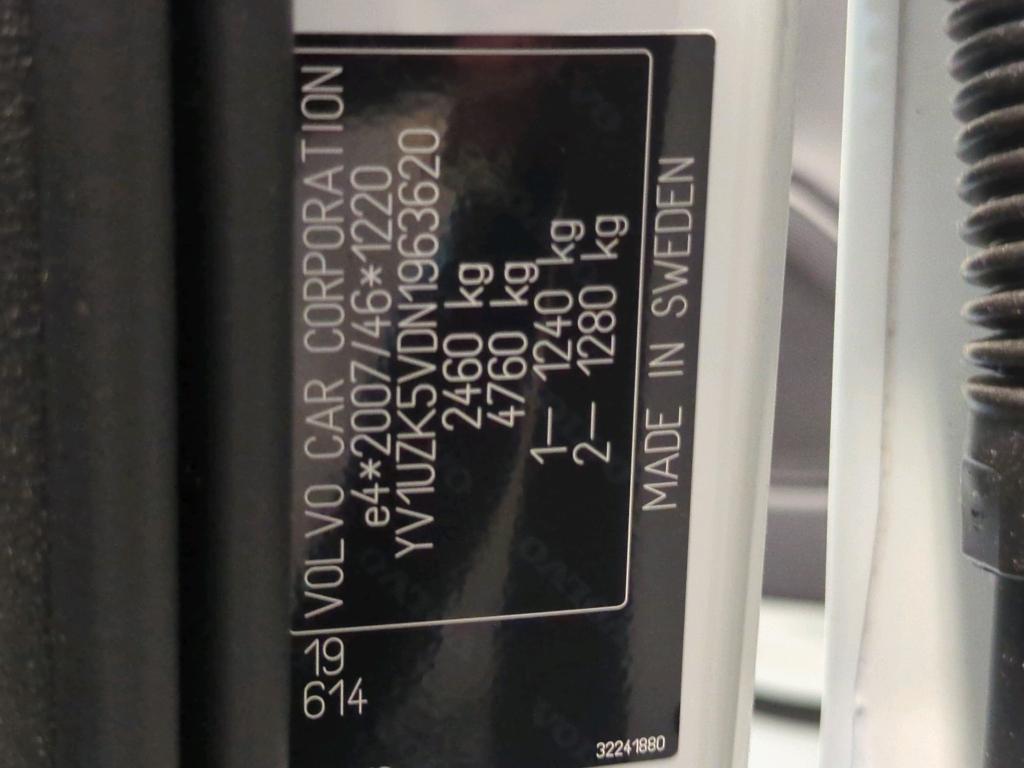 VOLVO CAR CORPORATION
e4*2007/46*1220
YV1UZK5VDN1963620
2460 kg
4760 kg
1— 1240 kg
2— 1280 kg
MADE IN SWEDEN
19
614
32241880